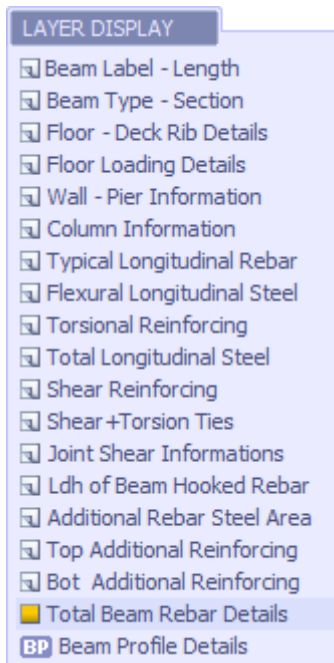 LAYER DISPLAY
Beam Label - Length
Beam Type - Section
Floor - Deck Rib Details
Floor Loading Details
Wall - Pier Information
Column Information
Typical Longitudinal Rebar
Flexural Longitudinal Steel
Torsional Reinforcing
Total Longitudinal Steel
Shear Reinforcing
Shear+Torsion Ties
Joint Shear Informations
Ldh of Beam Hooked Rebar
Additional Rebar Steel Area
Top Additional Reinforcing
Bot Additional Reinforcing
Total Beam Rebar Details
BP Beam Profile Details